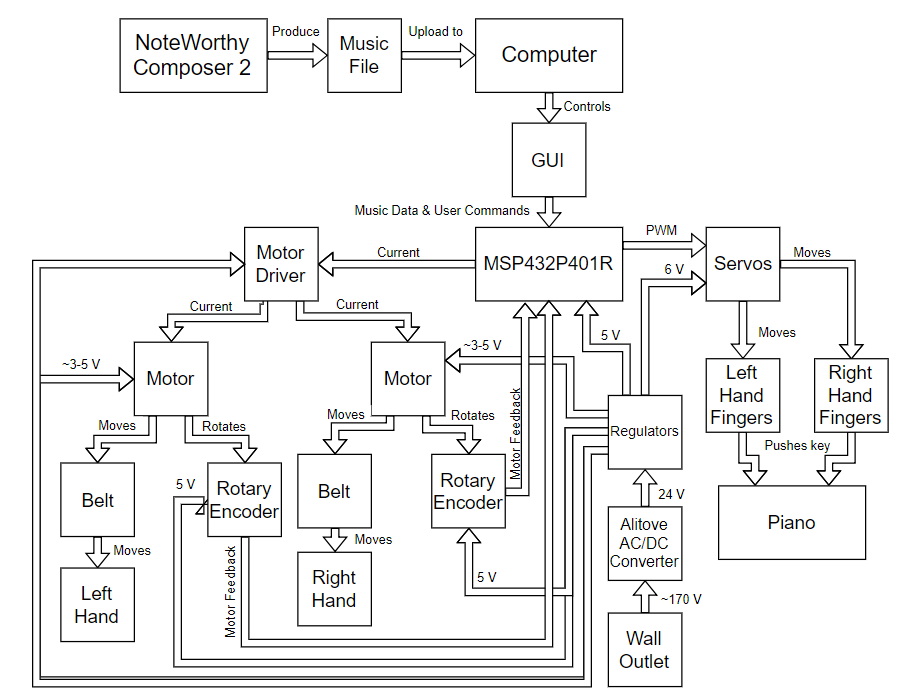 NoteWorthy
Composer 2
Produce
Music
File
Upload to
Computer
Controls
GUI
Music Data & User Commands
Motor
Driver
Current
MSP432P401R
PWM
6 V
Servos
Moves
Current
Current
~3-5 V
Motor
Motor
~3-5 V
5 V
Moves
Left
Hand
Fingers
Right
Hand
Fingers
Moves
Rotates
Moves
Rotates
Motor Feedback
Regulators
Pushes key
Belt
5 V
Rotary
Encoder
Belt
Rotary
Encoder
24 V
Piano
Moves
Motor Feedback
Moves
Alitove
AC/DC
Converter
Left
Hand
Right
Hand
5 V
~170 V
Wall
Outlet